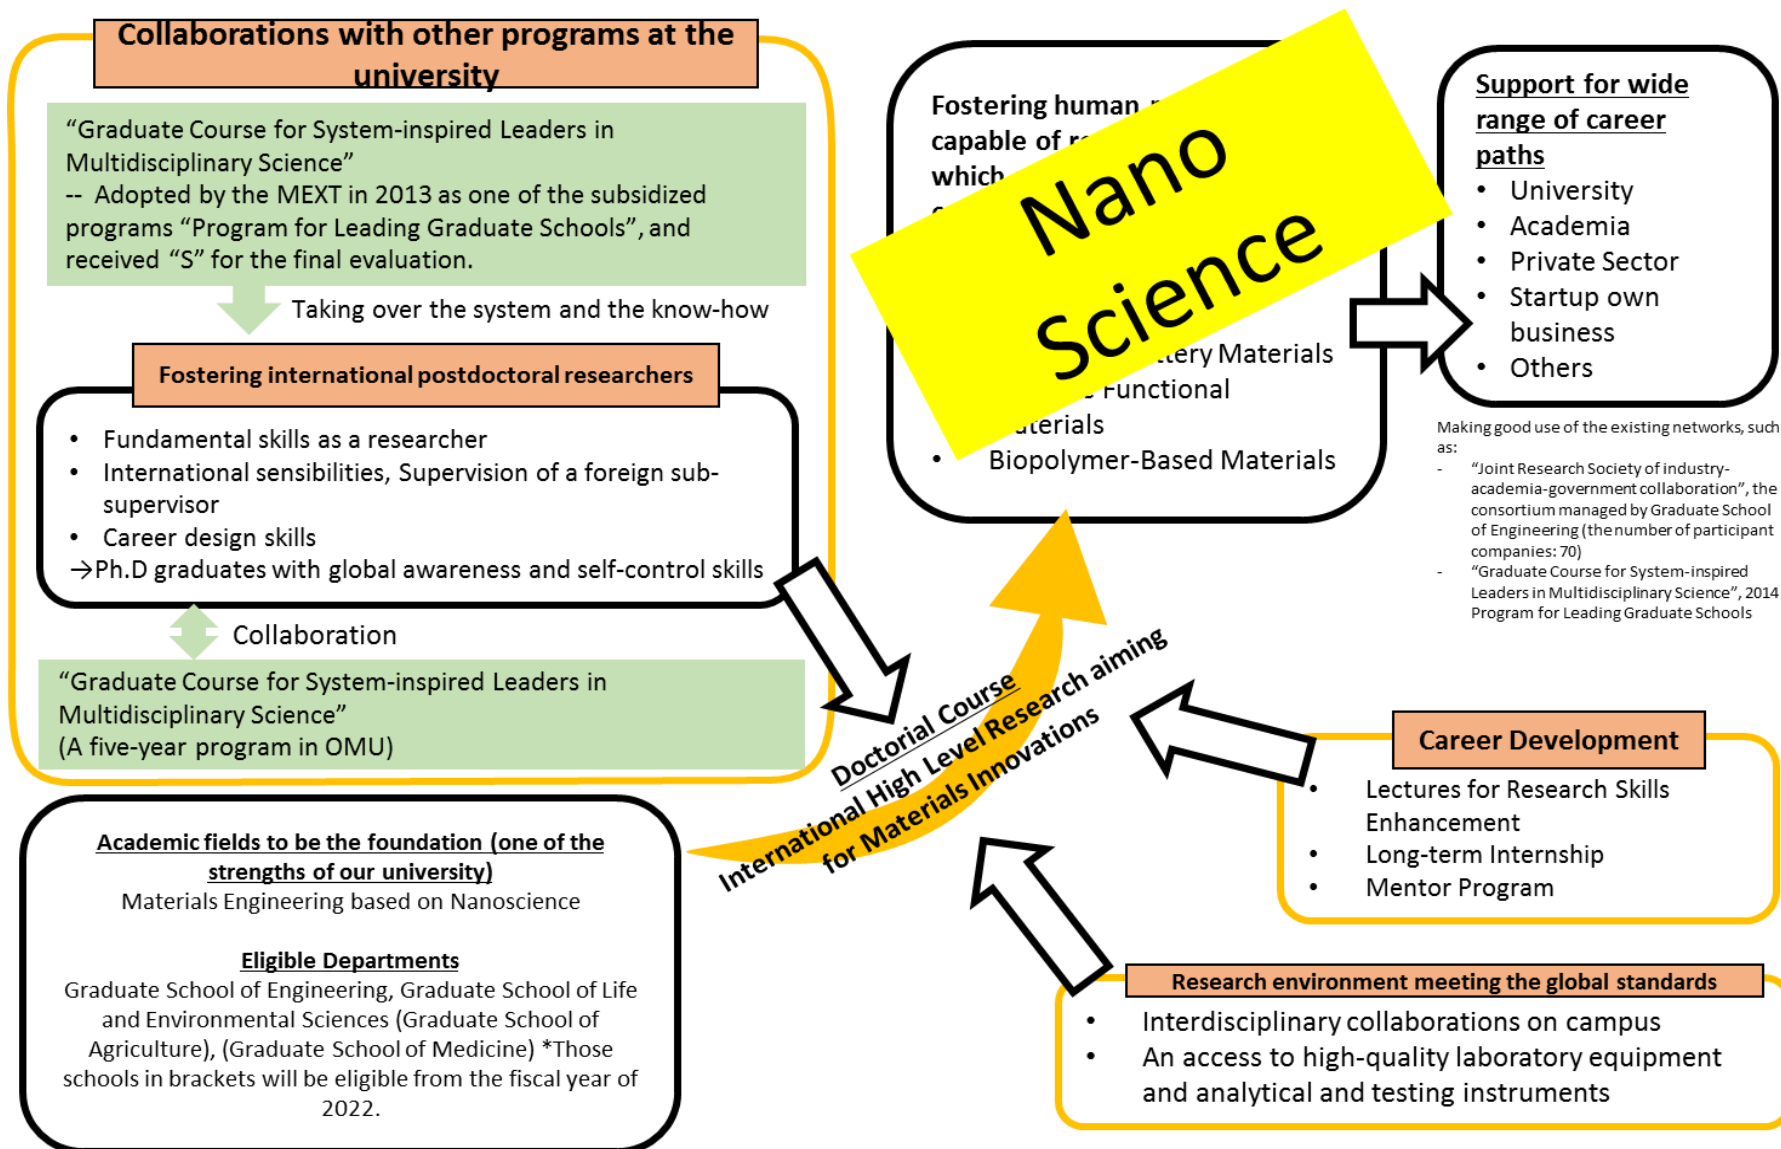 Collaborations with other programs at the
university
“Graduate Course for System-inspired Leaders in
Multidisciplinary Science”
-- Adopted by the MEXT in 2013 as one of the subsidized
programs “Program for Leading Graduate Schools”, and
received “S” for the final evaluation.
Taking over the system and the know-how
Fostering international postdoctoral researchers
• Fundamental skills as a researcher
• International sensibilities, Supervision of a foreign sub-
supervisor
• Career design skills
→Ph.D graduates with global awareness and self-control skills
Collaboration
“Graduate Course for System-inspired Leaders in
Multidisciplinary Science”
(A five-year program in OMU)
Academic fields to be the foundation (one of the
strengths of our university)
Materials Engineering based on Nanoscience
Eligible Departments
Graduate School of Engineering, Graduate School of Life
and Environmental Sciences (Graduate School of
Agriculture), (Graduate School of Medicine) *Those
schools in brackets will be eligible from the fiscal year of
2022.
Fostering human
capable of
which
Nano
Science
Materials
Functional
• Biopolymer-Based Materials
Doctorial Course
International High Level Research aiming
for Materials Innovations
Support for wide
range of career
paths
• University
• Academia
• Private Sector
• Startup own
business
• Others
Making good use of the existing networks, such
as:
- “Joint Research Society of industry-
academia-government collaboration”, the
consortium managed by Graduate School
of Engineering (the number of participant
companies: 70)
- “Graduate Course for System-inspired
Leaders in Multidisciplinary Science”, 2014
Program for Leading Graduate Schools
Career Development
• Lectures for Research Skills
Enhancement
• Long-term Internship
• Mentor Program
Research environment meeting the global standards
• Interdisciplinary collaborations on campus
• An access to high-quality laboratory equipment
and analytical and testing instruments